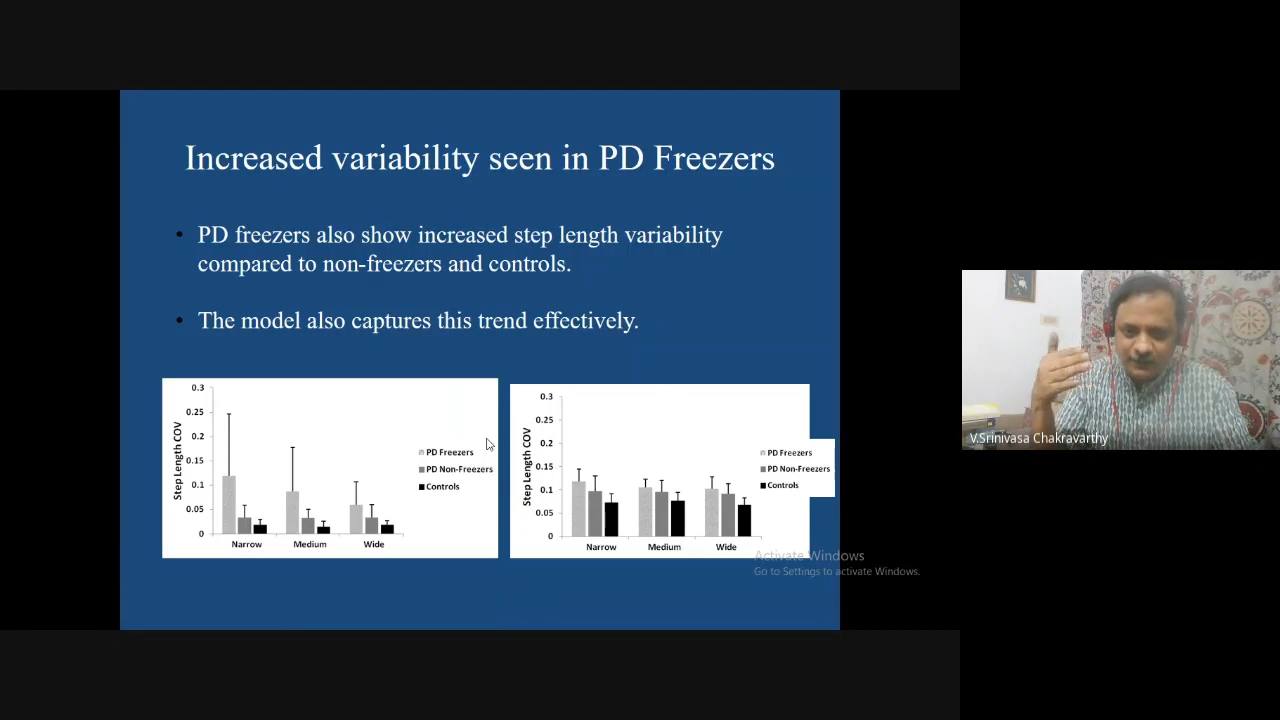 Increased variability seen in PD Freezers
• PD freezers also show increased step length variability
compared to non-freezers and controls.
• The model also captures this trend effectively.
0.3
0.25
0.2
0.15
0.1
0.05
0
Step Length COV
Narrow
Medium
Wide
PD Freezers
PD Non-Freezers
Controls
0.3
0.25
0.2
0.15
0.1
0.05
0
Step Length COV
Narrow
Medium
Wide
PD Freezers
PD Non-Freezers
Controls
Activate Windows
Go to Settings to activate Windows.
V.Srinivasa Chakravarthy